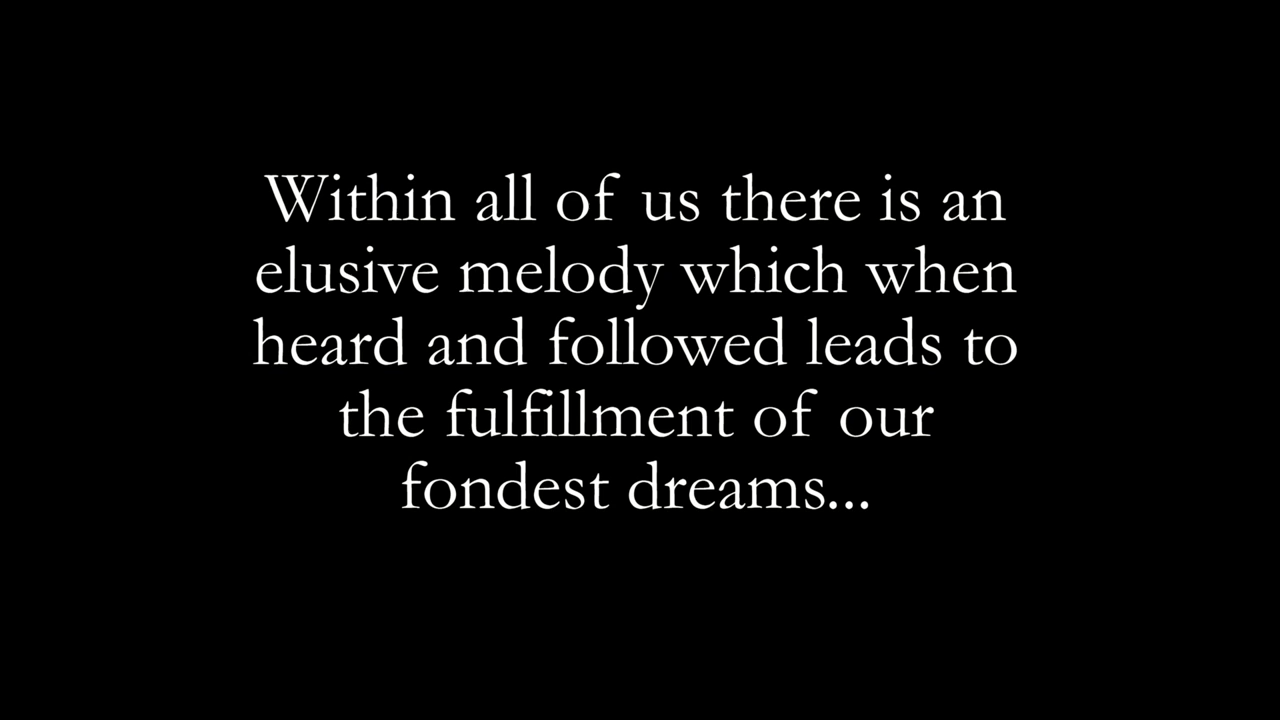 Within all of us there is an
elusive melody which when
heard and followed leads to
the fulfillment of our
fondest dreams...